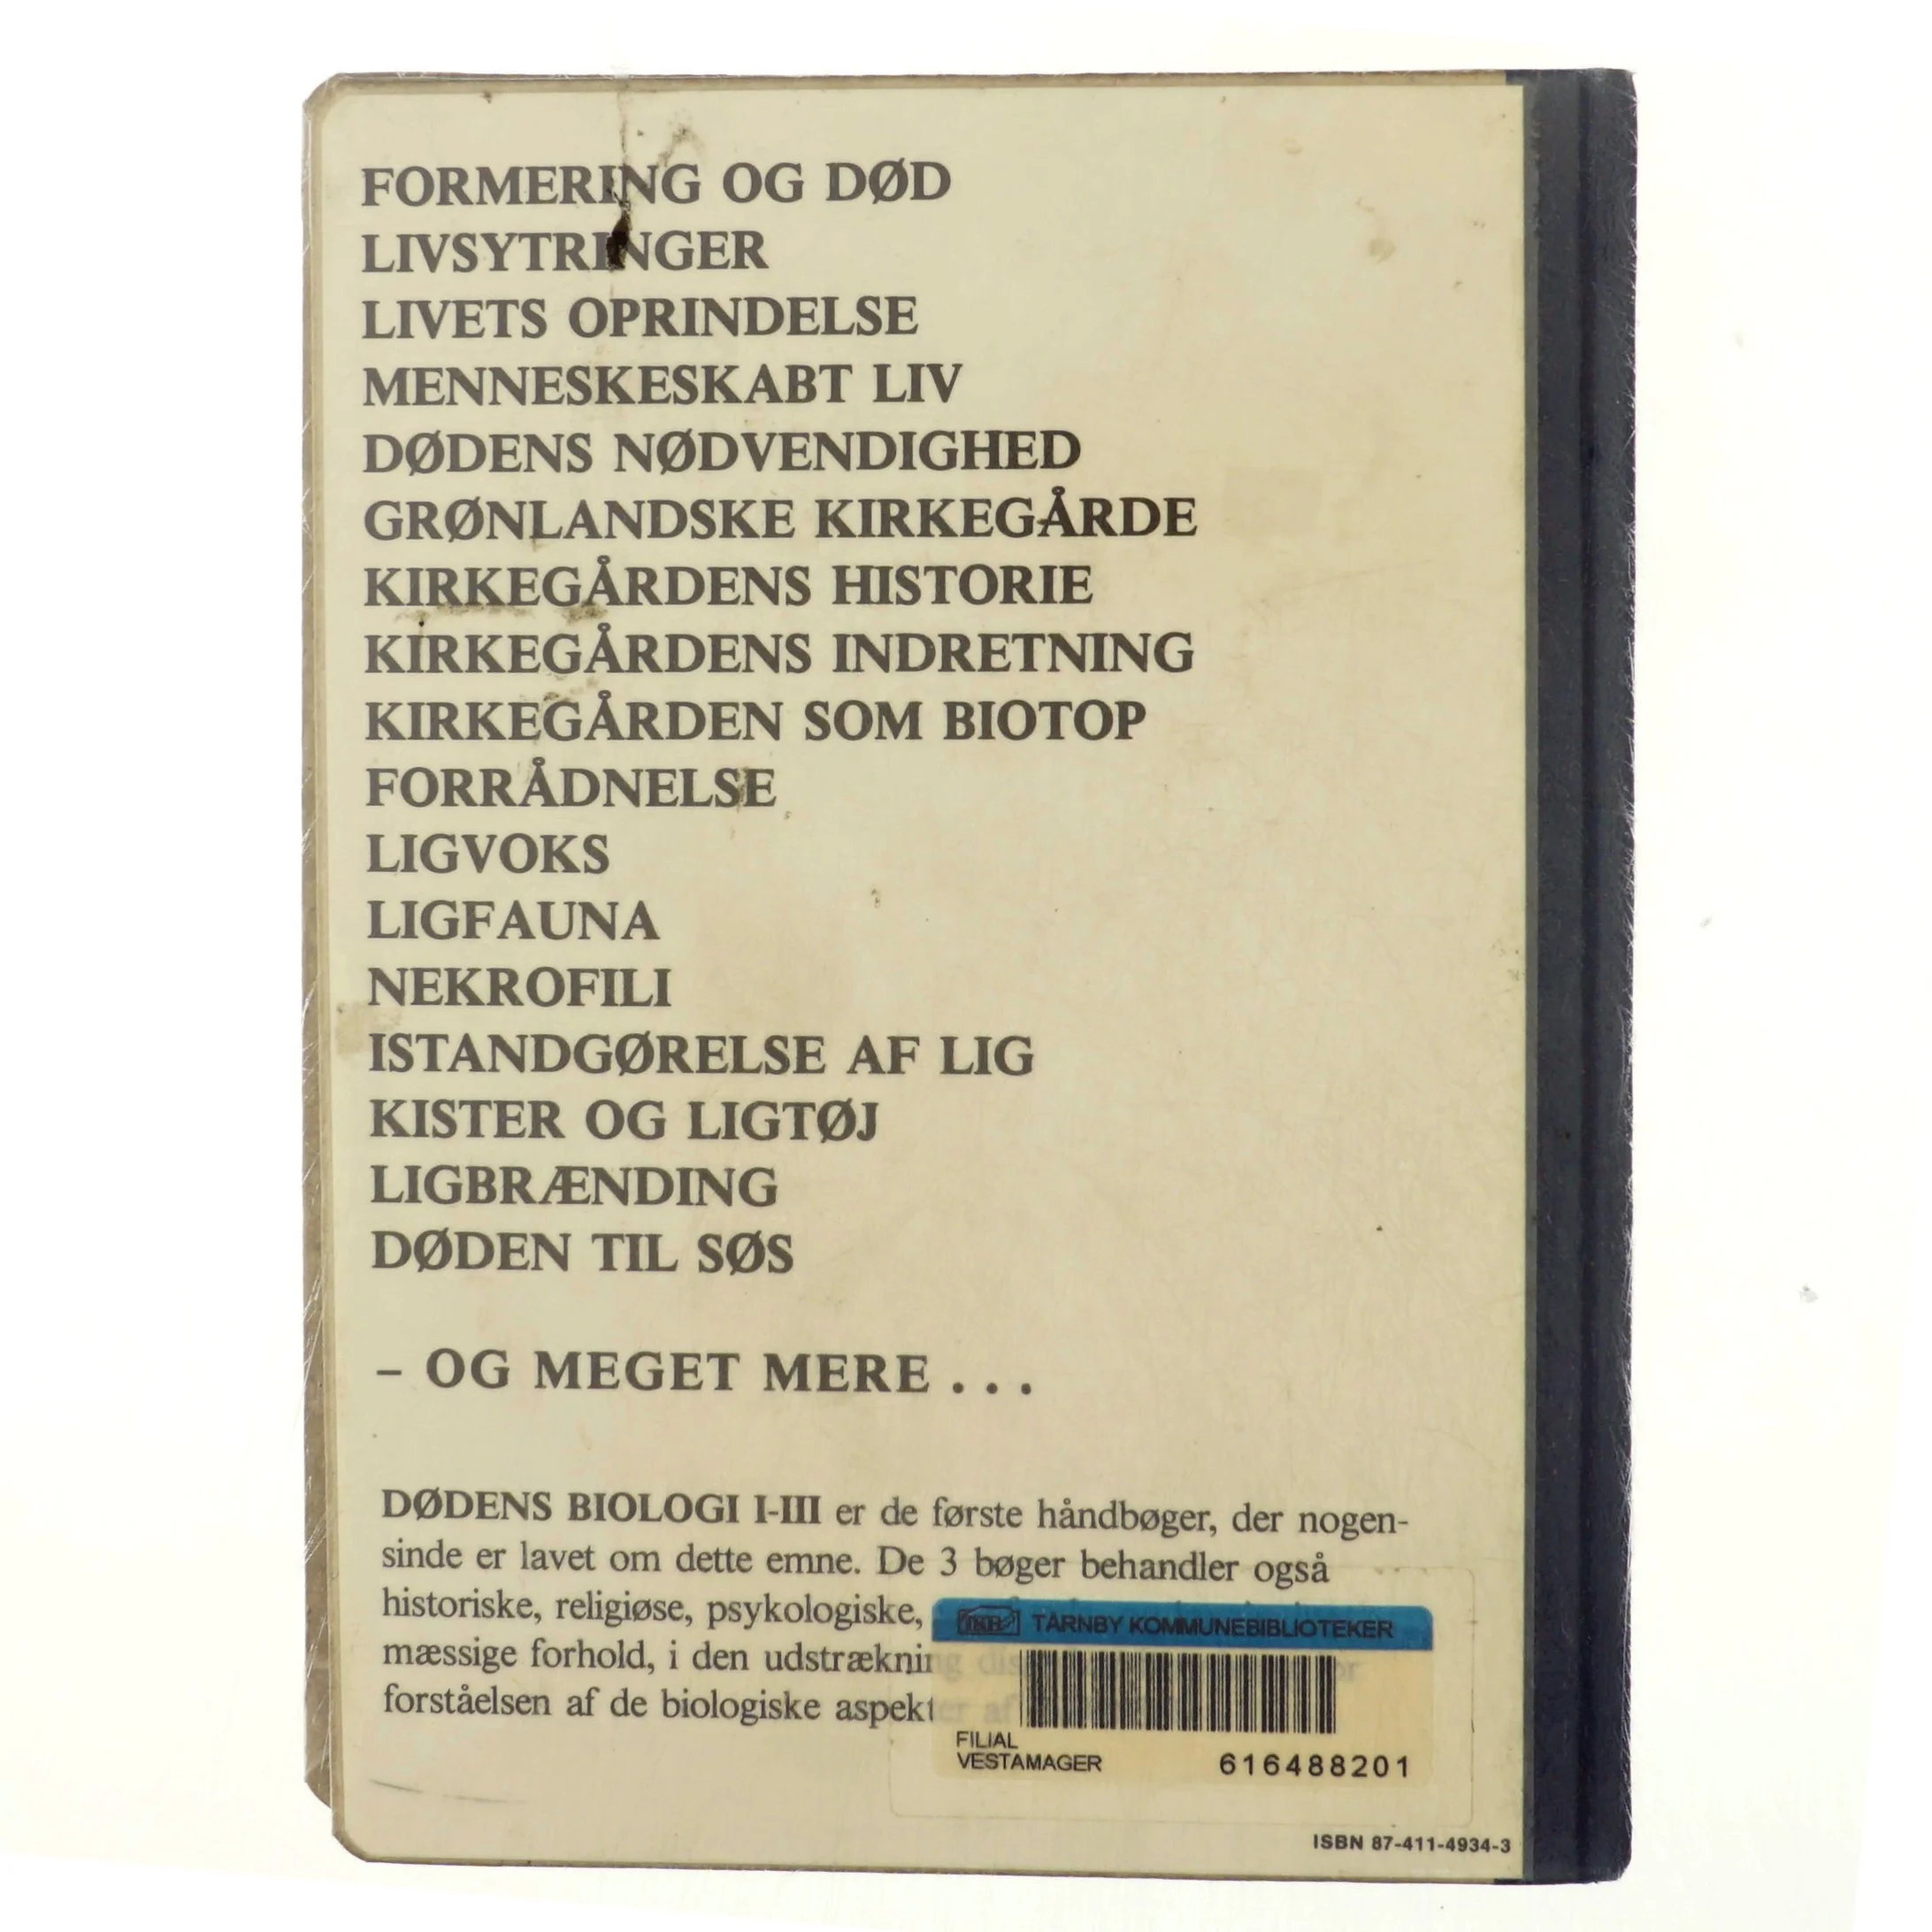 FORMERING OG DØD
LIVSYTRINGER
LIVETS OPRINDELSE
MENNESKESKABT LIV
DØDENS NØDVENDIGHED
GRØNLANDSKE KIRKEGÅRDE
KIRKEGÅRDENS HISTORIE
KIRKEGÅRDENS INDRETNING
KIRKEGÅRDEN SOM BIOTOP
FORRÅDNELSE
LIGVOKS
LIGFAUNA
NEKROFILI
ISTANDGØRELSE AF LIG
KISTER OG LIGTØJ
LIGBRÆNDING
DØDEN TIL SØS
– OG MEGET MERE . . .
DØDENS BIOLOGI I-III er de første håndbøger, der nogen-
sinde er lavet om dette emne. De 3 bøger behandler også
historiske, religiøse, psykologiske,
mæssige forhold, i den udstrækning
forståelsen af de biologiske aspekter af
TÅRNBY KOMMUNEBIBLIOTEKER
FILIAL
VESTAMAGER
616488201
ISBN 87-411-4934-3